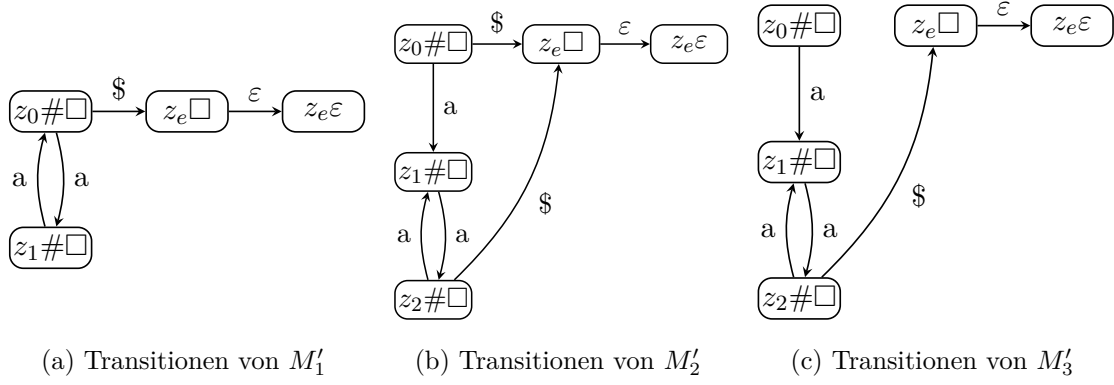 z₀#□ $ z_e□ ε z_eε
a a
z₁#□
(a) Transitionen von M′₁
z₀#□ $ z_e□ ε z_eε
a
z₁#□
a a $
z₂#□
(b) Transitionen von M′₂
z₀#□ z_e□ ε z_eε
a
z₁#□
a a $
z₂#□
(c) Transitionen von M′₃